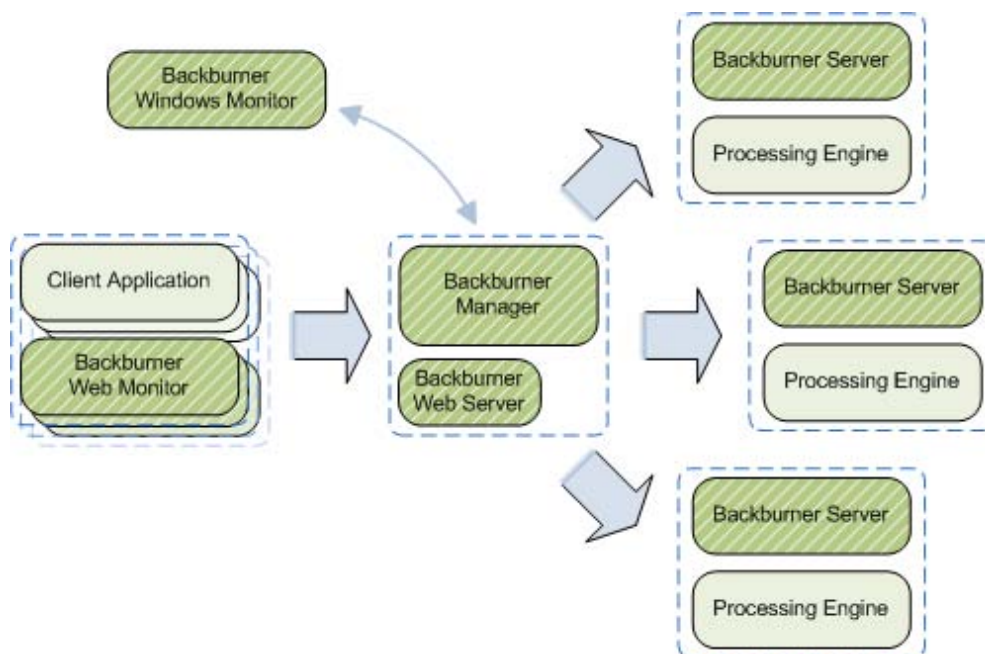 Backburner
Windows Monitor
Client Application
Backburner
Web Monitor
Backburner
Manager
Backburner
Web Server
Backburner Server
Processing Engine
Backburner Server
Processing Engine
Backburner Server
Processing Engine